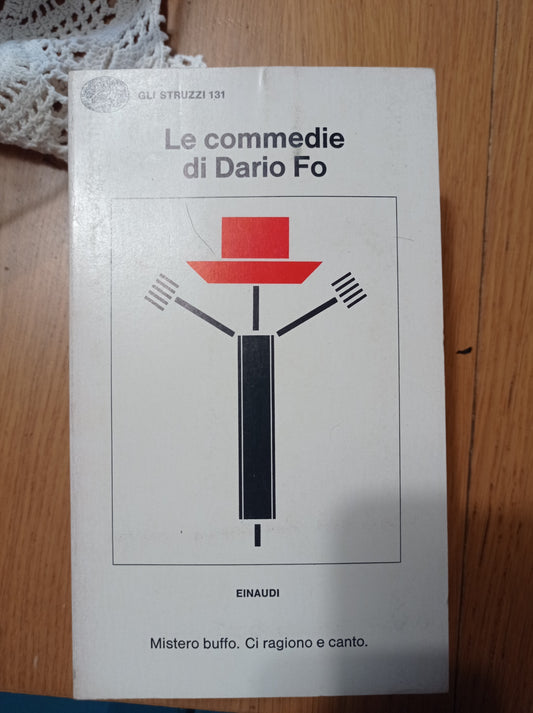 GLI STRUZZI 131
Le commedie
di Dario Fo
EINAUDI
Mistero buffo. Ci ragiono e canto.